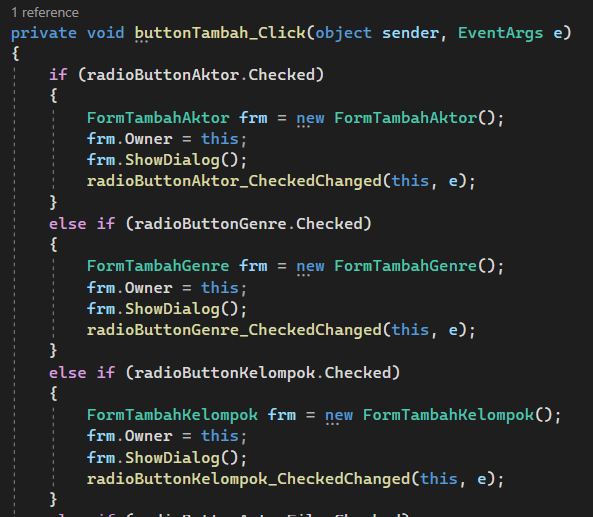 1 reference
private void buttonTambah_Click(object sender, EventArgs e)
{
if (radioButtonAktor.Checked)
{
FormTambahAktor frm = new FormTambahAktor();
frm.Owner = this;
frm.ShowDialog();
radioButtonAktor_CheckedChanged(this, e);
}
else if (radioButtonGenre.Checked)
{
FormTambahGenre frm = new FormTambahGenre();
frm.Owner = this;
frm.ShowDialog();
radioButtonGenre_CheckedChanged(this, e);
}
else if (radioButtonKelompok.Checked)
{
FormTambahKelompok frm = new FormTambahKelompok();
frm.Owner = this;
frm.ShowDialog();
radioButtonKelompok_CheckedChanged(this, e);
}